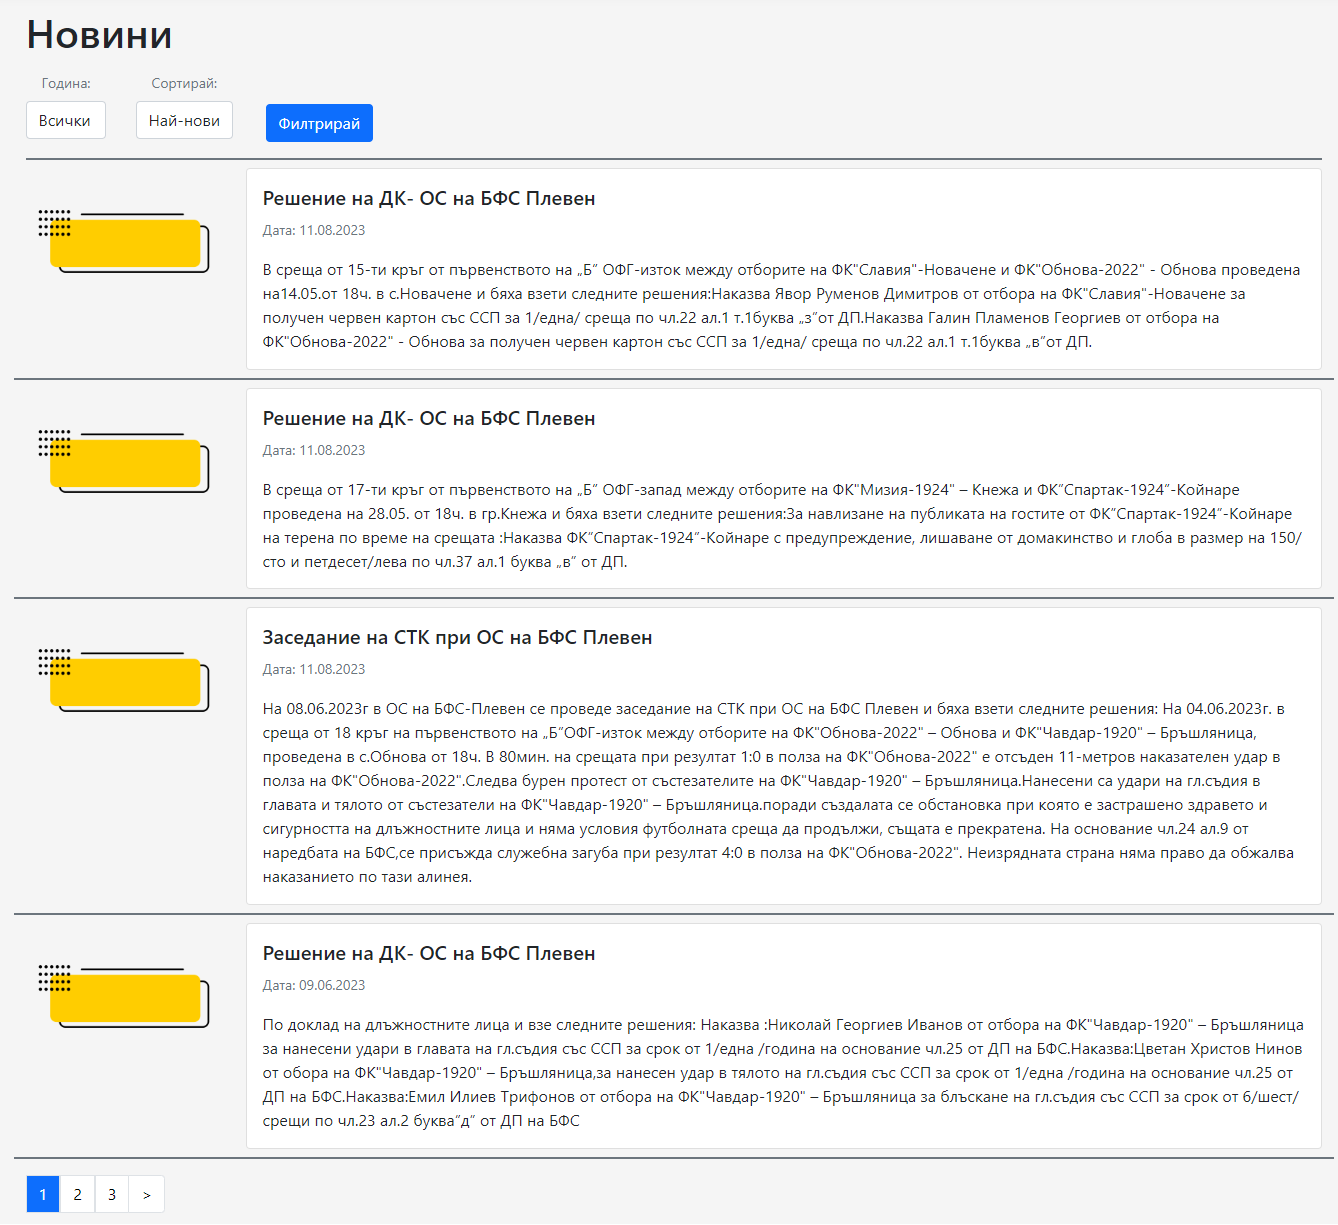 Новини
Година:
Сортирай:
Всички
Най-нови
Филтрирай
Решение на ДК- ОС на БФС Плевен
Дата: 11.08.2023
В среща от 15-ти кръг от първенството на „Б” ОФГ-изток между отборите на ФК"Славия"-Новачене и ФК"Обнова-2022" - Обнова проведена
на14.05.от 18ч. в с.Новачене и бяха взети следните решения:Наказва Явор Руменов Димитров от отбора на ФК"Славия"-Новачене за
получен червен картон със ССП за 1/една/ среща по чл.22 ал.1 т.1буква „з”от ДП.Наказва Галин Пламенов Георгиев от отбора на
ФК"Обнова-2022" - Обнова за получен червен картон със ССП за 1/една/ среща по чл.22 ал.1 т.1буква „в”от ДП.
Решение на ДК- ОС на БФС Плевен
Дата: 11.08.2023
В среща от 17-ти кръг от първенството на „Б” ОФГ-запад между отборите на ФК"Мизия-1924" – Кнежа и ФК”Спартак-1924”-Койнаре
проведена на 28.05. от 18ч. в гр.Кнежа и бяха взети следните решения:За навлизане на публиката на гостите от ФК”Спартак-1924”-Койнаре
на терена по време на срещата :Наказва ФК”Спартак-1924”-Койнаре с предупреждение, лишаване от домакинство и глоба в размер на 150/
сто и петдесет/лева по чл.37 ал.1 буква „в” от ДП.
Заседание на СТК при ОС на БФС Плевен
Дата: 11.08.2023
На 08.06.2023г в ОС на БФС-Плевен се проведе заседание на СТК при ОС на БФС Плевен и бяха взети следните решения: На 04.06.2023г. в
среща от 18 кръг на първенството на „Б”ОФГ-изток между отборите на ФК"Обнова-2022" – Обнова и ФК"Чавдар-1920" – Бръшляница,
проведена в с.Обнова от 18ч. В 80мин. на срещата при резултат 1:0 в полза на ФК"Обнова-2022" е отсъден 11-метров наказателен удар в
полза на ФК"Обнова-2022".Следва бурен протест от състезателите на ФК"Чавдар-1920" – Бръшляница.Нанесени са удари на гл.съдия в
главата и тялото от състезатели на ФК"Чавдар-1920" – Бръшляница.поради създалата се обстановка при която е застрашено здравето и
сигурността на длъжностните лица и няма условия футболната среща да продължи, същата е прекратена. На основание чл.24 ал.9 от
наредбата на БФС,се присъжда служебна загуба при резултат 4:0 в полза на ФК"Обнова-2022". Неизрядната страна няма право да обжалва
наказанието по тази алинея.
Решение на ДК- ОС на БФС Плевен
Дата: 09.06.2023
По доклад на длъжностните лица и взе следните решения: Наказва :Николай Георгиев Иванов от отбора на ФК"Чавдар-1920" – Бръшляница
за нанесени удари в главата на гл.съдия със ССП за срок от 1/една /година на основание чл.25 от ДП на БФС.Наказва:Цветан Христов Нинов
от обора на ФК"Чавдар-1920" – Бръшляница,за нанесен удар в тялото на гл.съдия със ССП за срок от 1/една /година на основание чл.25 от
ДП на БФС.Наказва:Емил Илиев Трифонов от отбора на ФК"Чавдар-1920" – Бръшляница за блъскане на гл.съдия със ССП за срок от 6/шест/
срещи по чл.23 ал.2 буква”д” от ДП на БФС
1 2 3 >